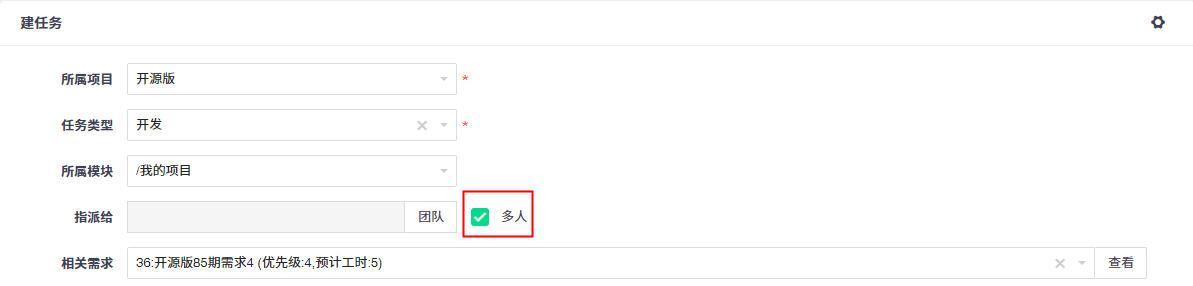 建任务
所属项目 开源版 *
任务类型 开发 *
所属模块 /我的项目
指派给 团队 多人
相关需求 36:开源版85期需求4 (优先级:4,预计工时:5) 查看